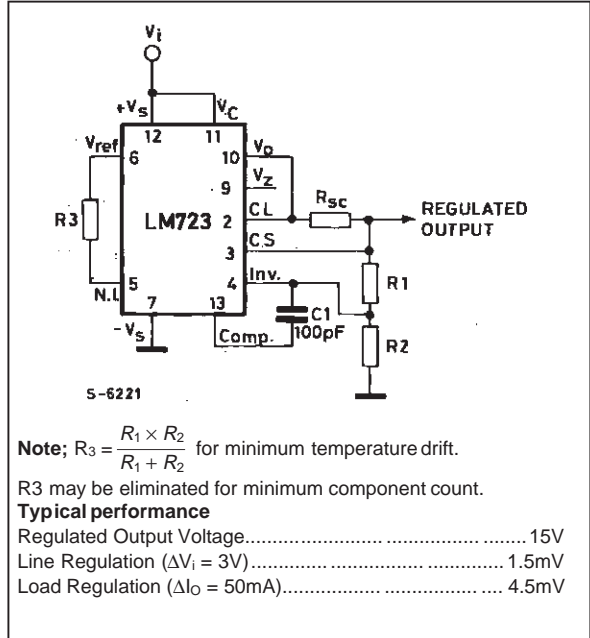 Vi
+Vs
VC
12
11
Vref
6
10
Vo
9
VZ
R3
LM723
2
CL
RSC
REGULATED
OUTPUT
3
CS
5
4
Inv.
R1
N.I.
7
13
C1
100pF
-Vs
Comp.
R2
S-6221
Note; R3 = R1 × R2 / R1 + R2 for minimum temperature drift.
R3 may be eliminated for minimum component count.
Typical performance
Regulated Output Voltage....................... ..................... ........ 15V
Line Regulation (ΔVi = 3V)...................... ..................... .............. 1.5mV
Load Regulation (ΔIO = 50mA).................. ................. .... 4.5mV